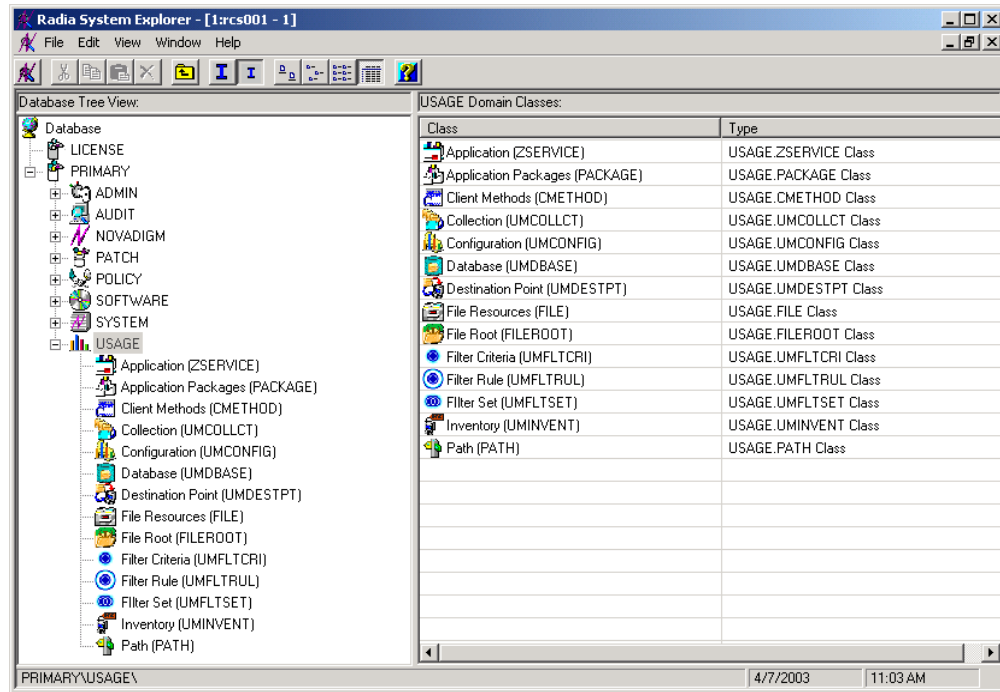 Radia System Explorer - [1:rcs001 - 1]
File Edit View Window Help
Database Tree View:
Database
LICENSE
PRIMARY
ADMIN
AUDIT
NOVADIGM
PATCH
POLICY
SOFTWARE
SYSTEM
USAGE
Application (ZSERVICE)
Application Packages (PACKAGE)
Client Methods (CMETHOD)
Collection (UMCOLLCT)
Configuration (UMCONFIG)
Database (UMDBASE)
Destination Point (UMDESTPT)
File Resources (FILE)
File Root (FILEROOT)
Filter Criteria (UMFLTCRI)
Filter Rule (UMFLTRUL)
FIlter Set (UMFLTSET)
Inventory (UMINVENT)
Path (PATH)
USAGE Domain Classes:
Class Type
Application (ZSERVICE) USAGE.ZSERVICE Class
Application Packages (PACKAGE) USAGE.PACKAGE Class
Client Methods (CMETHOD) USAGE.CMETHOD Class
Collection (UMCOLLCT) USAGE.UMCOLLCT Class
Configuration (UMCONFIG) USAGE.UMCONFIG Class
Database (UMDBASE) USAGE.UMDBASE Class
Destination Point (UMDESTPT) USAGE.UMDESTPT Class
File Resources (FILE) USAGE.FILE Class
File Root (FILEROOT) USAGE.FILEROOT Class
Filter Criteria (UMFLTCRI) USAGE.UMFLTCRI Class
Filter Rule (UMFLTRUL) USAGE.UMFLTRUL Class
FIlter Set (UMFLTSET) USAGE.UMFLTSET Class
Inventory (UMINVENT) USAGE.UMINVENT Class
Path (PATH) USAGE.PATH Class
PRIMARY\USAGE\ 4/7/2003 11:03 AM